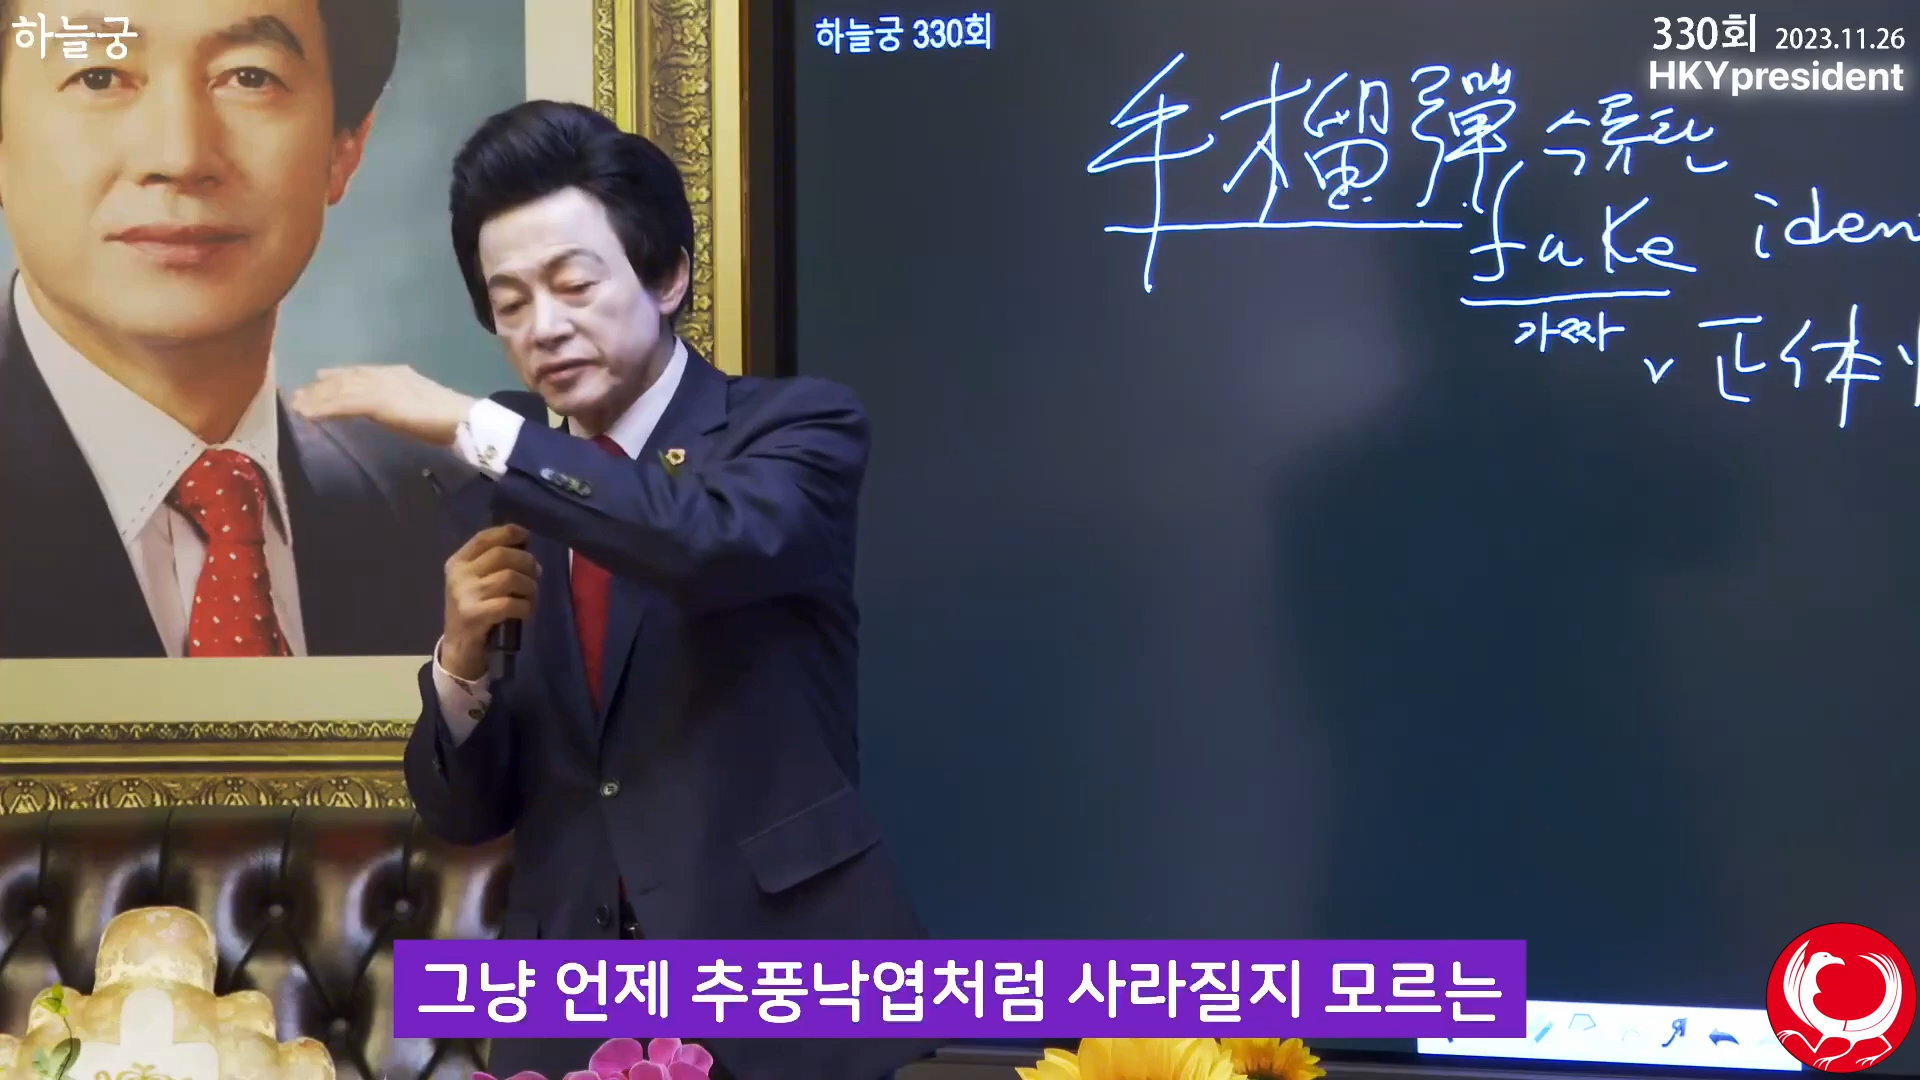 하늘궁
하늘궁 330회
330회 2023.11.26
HKYpresident
手榴彈 수류탄
fake iden
가짜
v 正体
그냥 언제 추풍낙엽처럼 사라질지 모르는